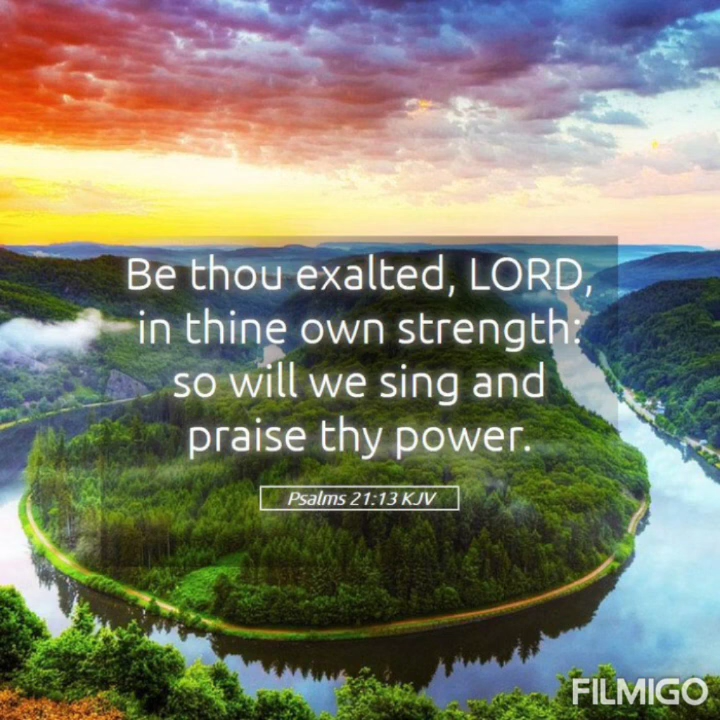 Be thou exalted, LORD,
in thine own strength:
so will we sing and
praise thy power.
Psalms 21:13 KJV
FILMIGO